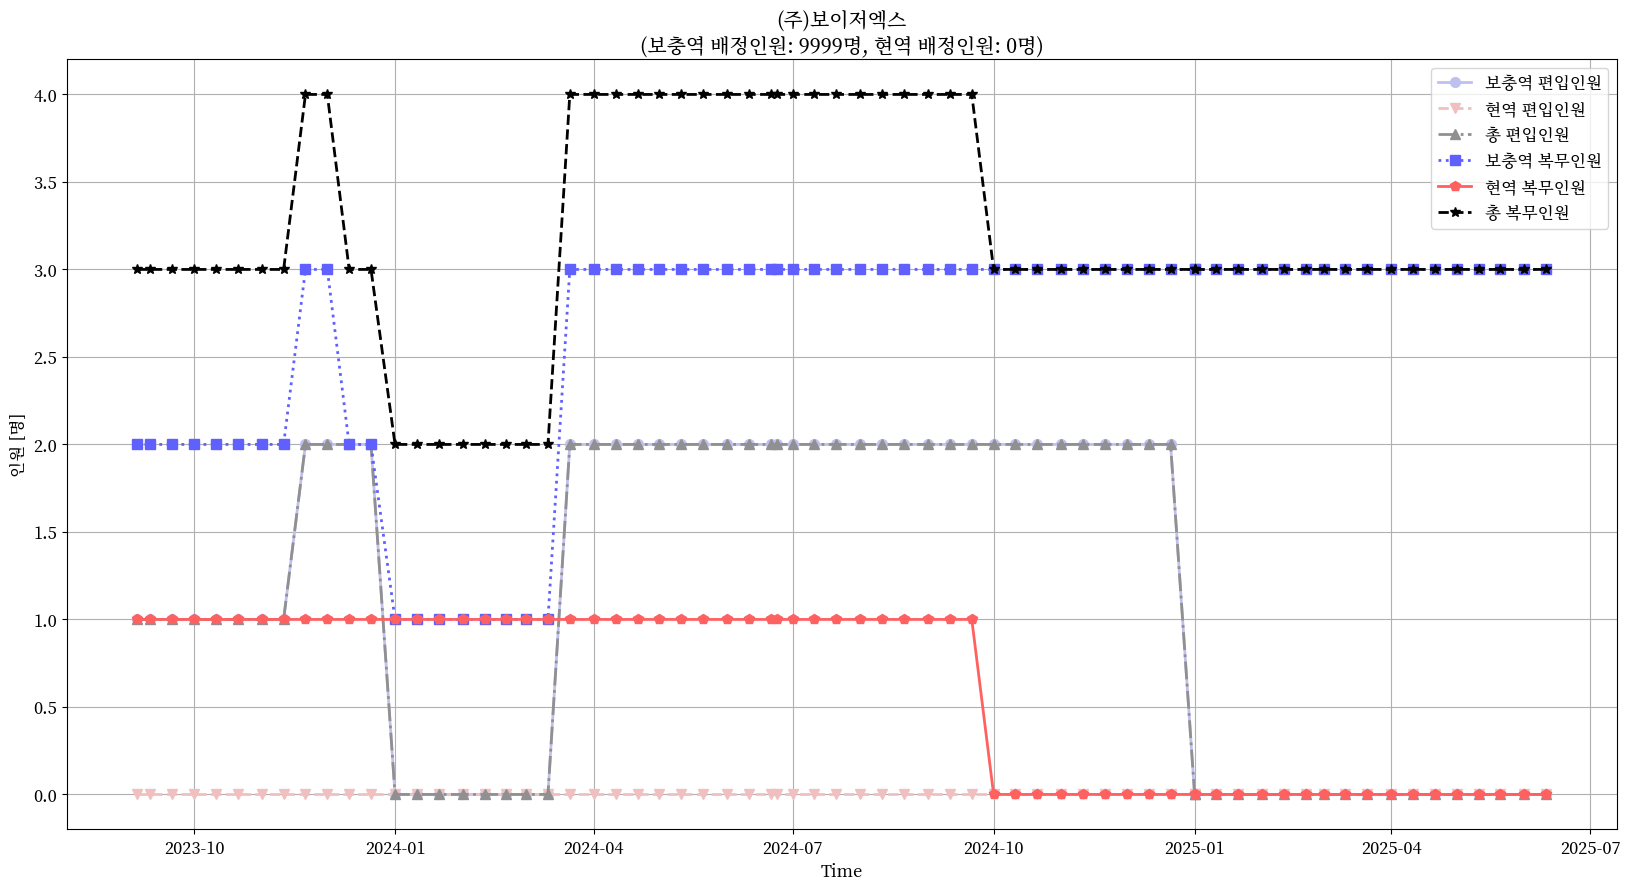 (주)보이저엑스
(보충역 배정인원: 9999명, 현역 배정인원: 0명)
보충역 편입인원
현역 편입인원
총 편입인원
보충역 복무인원
현역 복무인원
총 복무인원
인원 [명]
4.0
3.5
3.0
2.5
2.0
1.5
1.0
0.5
0.0
2023-10
2024-01
2024-04
2024-07
2024-10
2025-01
2025-04
2025-07
Time